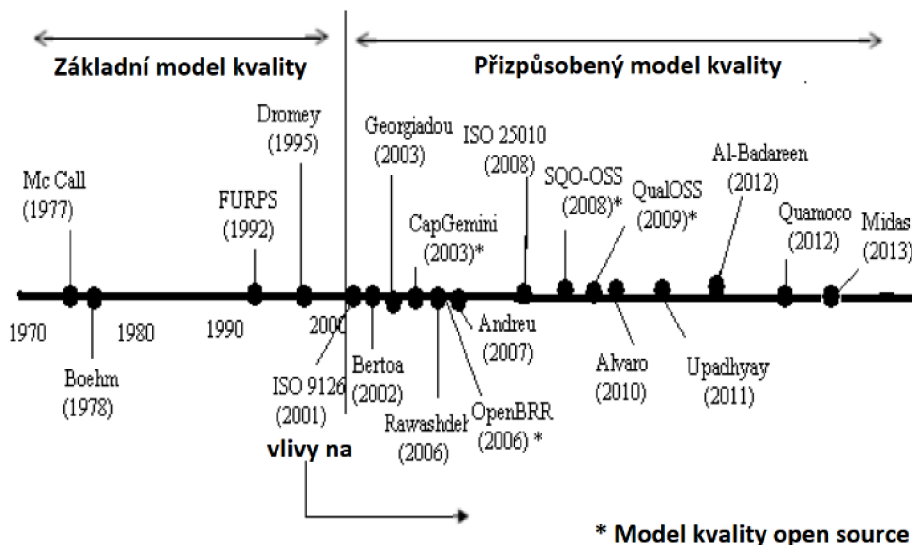 Základní model kvality
Přizpůsobený model kvality
Mc Call
(1977)
FURPS
(1992)
Dromey
(1995)
Georgiadou
(2003)
CapGemini
(2003)*
ISO 25010
(2008)
SQO-OSS
(2008)*
QualOSS
(2009)*
Al-Badareen
(2012)
Quamoco
(2012)
Midas
(2013)
1970
1980
1990
2000
Boehm
(1978)
ISO 9126
(2001)
Bertoa
(2002)
Rawashdeh
(2006)
OpenBRR
(2006) *
Andreu
(2007)
Alvaro
(2010)
Upadhyay
(2011)
vlivy na
* Model kvality open source